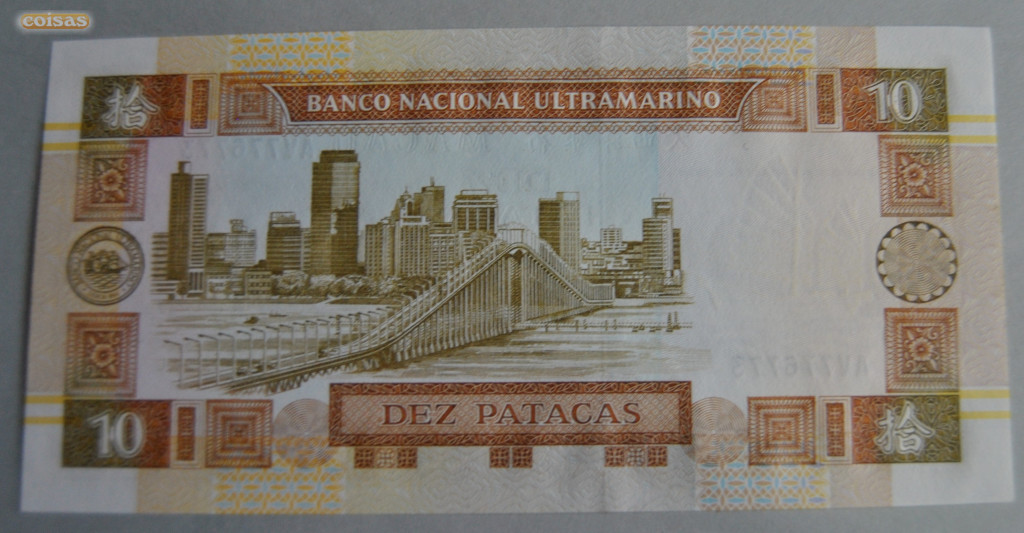 coisas
拾
BANCO NACIONAL ULTRAMARINO
10
DEZ PATACAS
10
拾